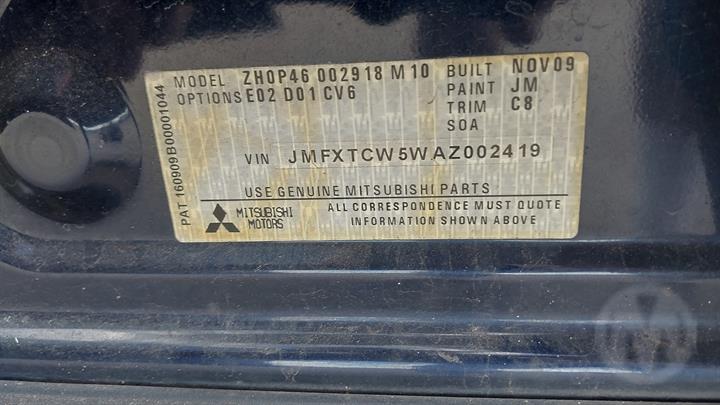 MODEL ZH0P46 002918 M10 BUILT NOV09
OPTIONS E02 D01 CV6 PAINT JM
TRIM C8
SOA
VIN JMFXTCW5WAZ002419
USE GENUINE MITSUBISHI PARTS
MITSUBISHI MOTORS
ALL CORRESPONDENCE MUST QUOTE
INFORMATION SHOWN ABOVE
PAT 160909B00001044